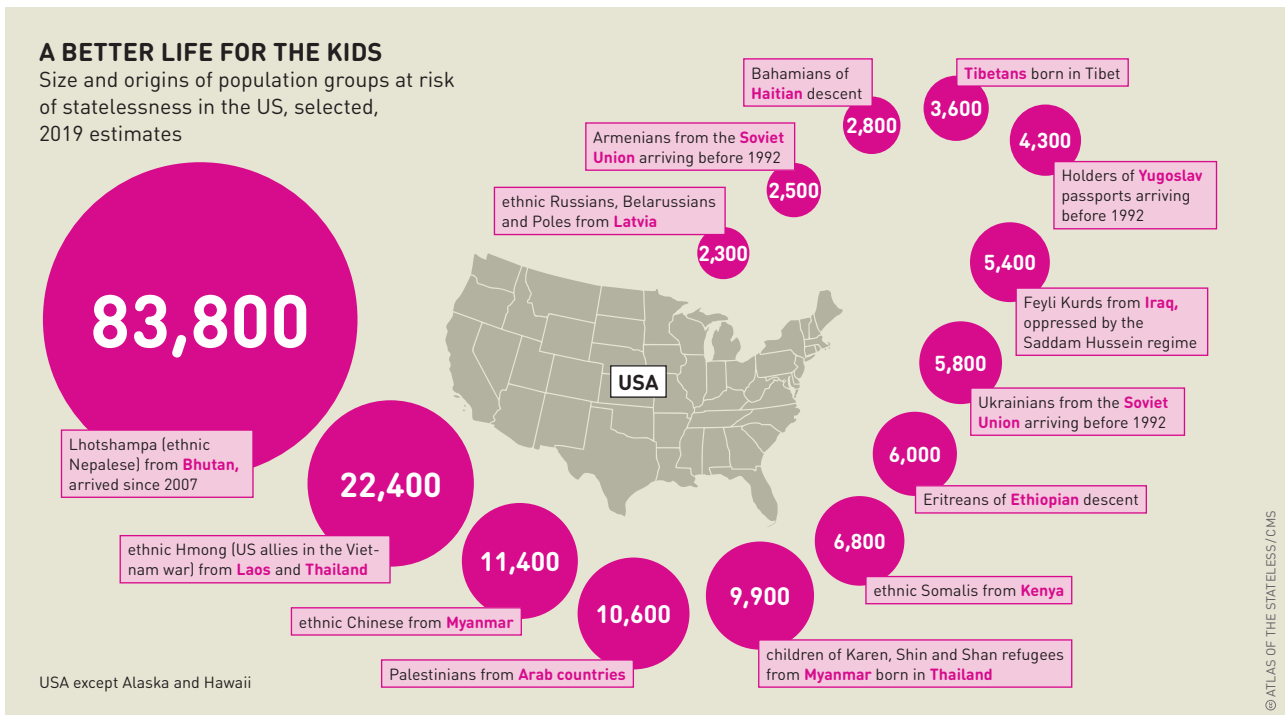 A BETTER LIFE FOR THE KIDS
Size and origins of population groups at risk
of statelessness in the US, selected,
2019 estimates
83,800
Lhotshampa (ethnic
Nepalese) from Bhutan,
arrived since 2007
22,400
ethnic Hmong (US allies in the Viet-
nam war) from Laos and Thailand
11,400
ethnic Chinese from Myanmar
10,600
Palestinians from Arab countries
9,900
children of Karen, Shin and Shan refugees
from Myanmar born in Thailand
6,800
ethnic Somalis from Kenya
6,000
Eritreans of Ethiopian descent
5,800
Ukrainians from the Soviet
Union arriving before 1992
5,400
Feyli Kurds from Iraq,
oppressed by the
Saddam Hussein regime
4,300
Holders of Yugoslav
passports arriving
before 1992
Tibetans born in Tibet
3,600
Bahamians of
Haitian descent
2,800
Armenians from the Soviet
Union arriving before 1992
2,500
ethnic Russians, Belarussians
and Poles from Latvia
2,300
USA
USA except Alaska and Hawaii
ATLAS OF THE STATELESS/CMS